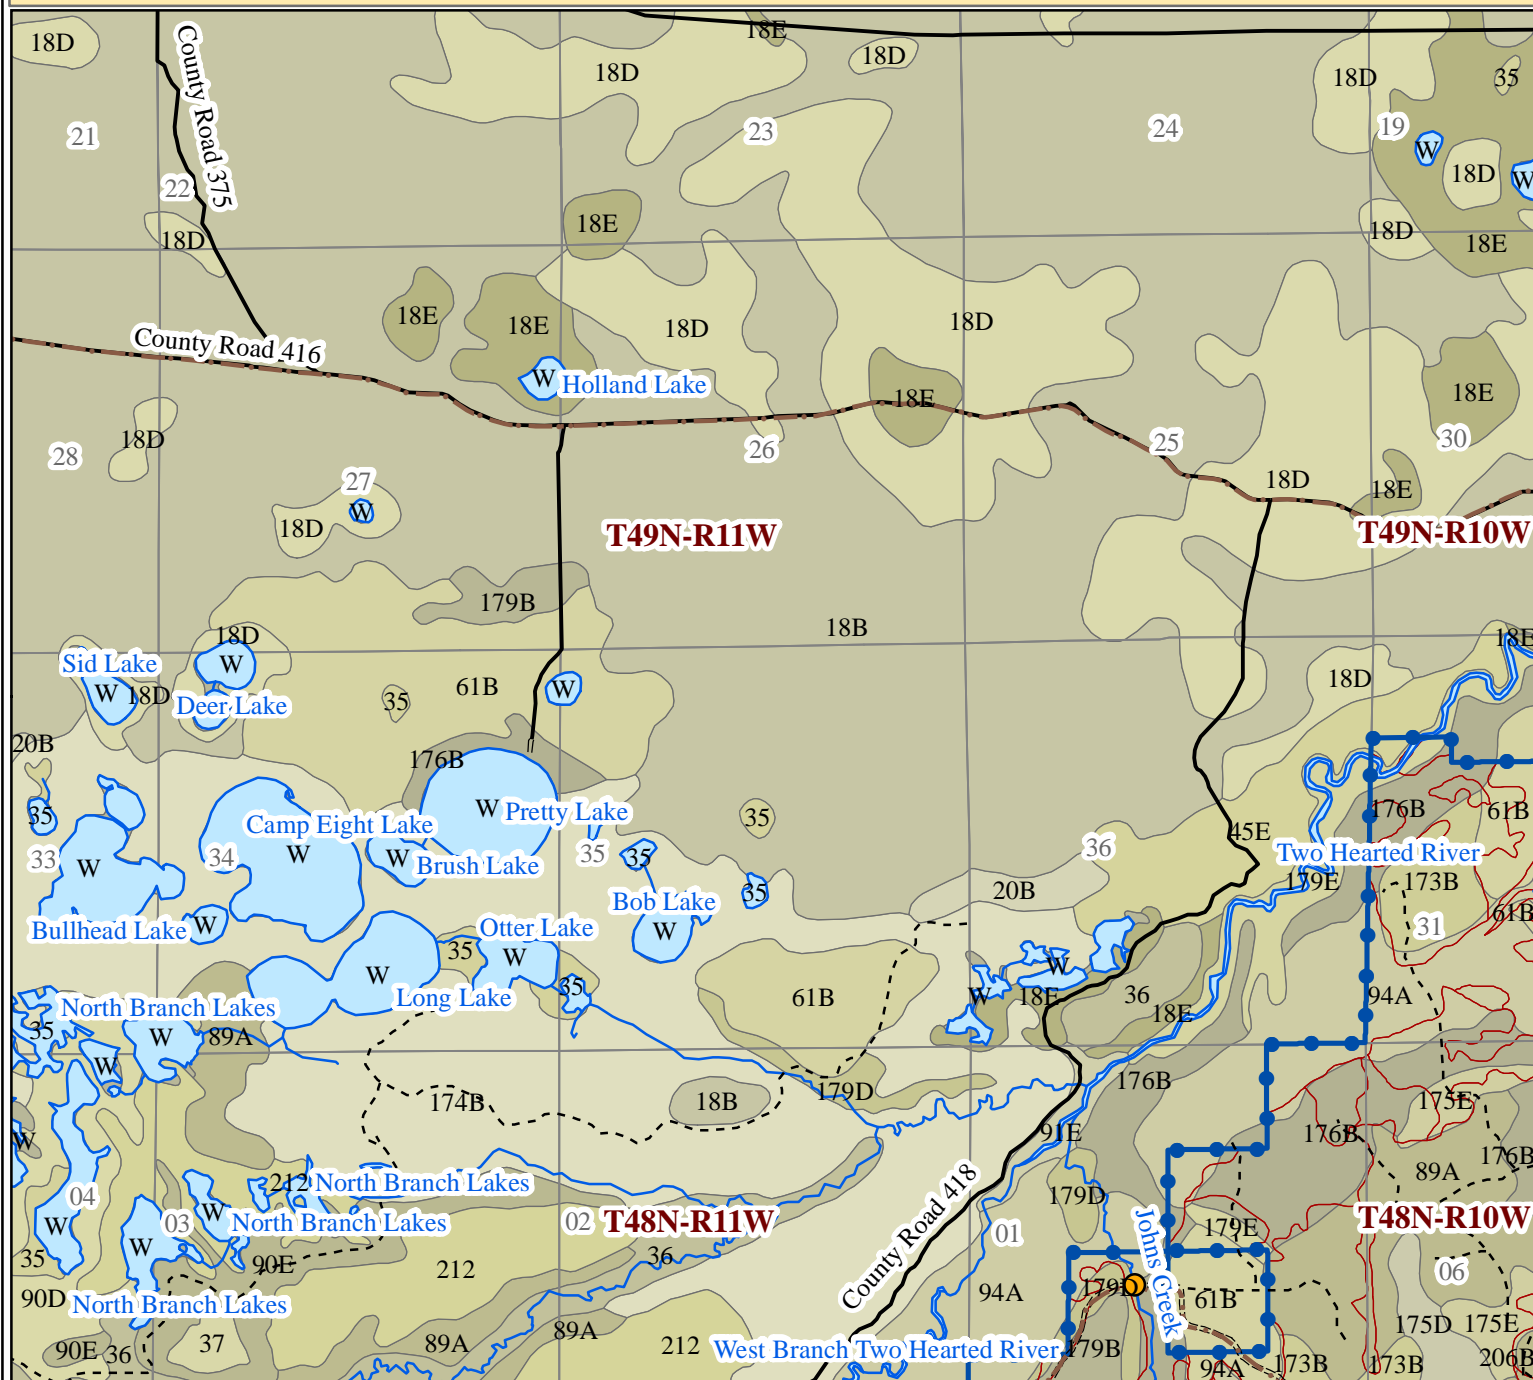 18E
18D
18D
18D
18D
35
County Road 375
21
23
24
19
W
22
18D
W
18E
18D
18D
18E
18E
18E
18D
18D
County Road 416
W
Holland Lake
18E
18E
18D
28
26
25
30
27
W
18D
18D
18E
T49N-R11W
T49N-R10W
179B
18B
18D
18E
Sid Lake
W
W
18D
61B
W
18D
35
Deer Lake
20B
176B
35
W
Pretty Lake
35
Camp Eight Lake
W
176B
61B
45E
33
W
34
W
Brush Lake
35
35
36
Two Hearted River
179E
173B
20B
35
Bob Lake
W
61B
31
Bullhead Lake
W
Otter Lake
W
35
W
Long Lake
35
61B
W
W
18E
36
18E
94A
North Branch Lakes
35
W
89A
W
174B
18B
179D
176B
175E
91E
176B
W
176B
89A
212
North Branch Lakes
179D
04
W
03
W
W
North Branch Lakes
02
T48N-R11W
County Road 418
01
Johns Creek
179E
T48N-R10W
35
90E
212
36
06
90D
North Branch Lakes
94A
179D
61B
175D
175E
90E
36
37
89A
89A
212
West Branch Two Hearted River
179B
94A
173B
173B
206B